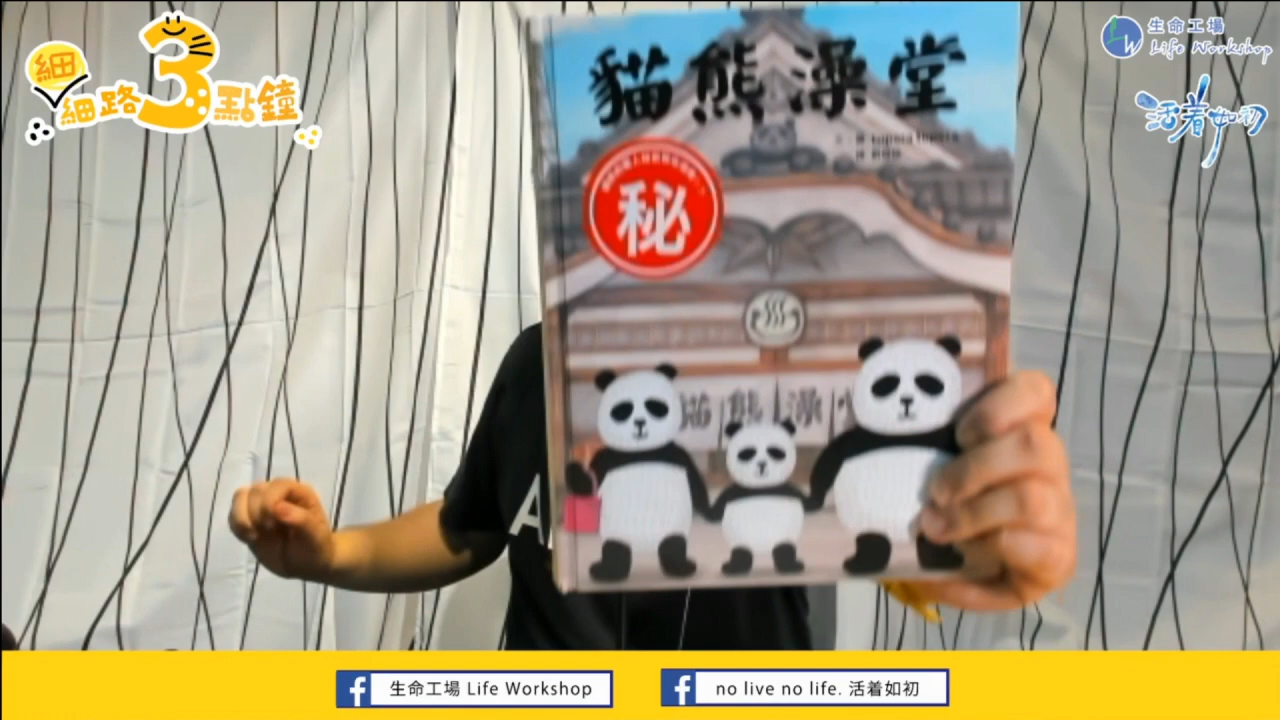 細
細路3點鐘
生命工場
Life Workshop
活着如初
貓熊澡堂
秘
貓熊澡
A
生命工場 Life Workshop
no live no life. 活着如初